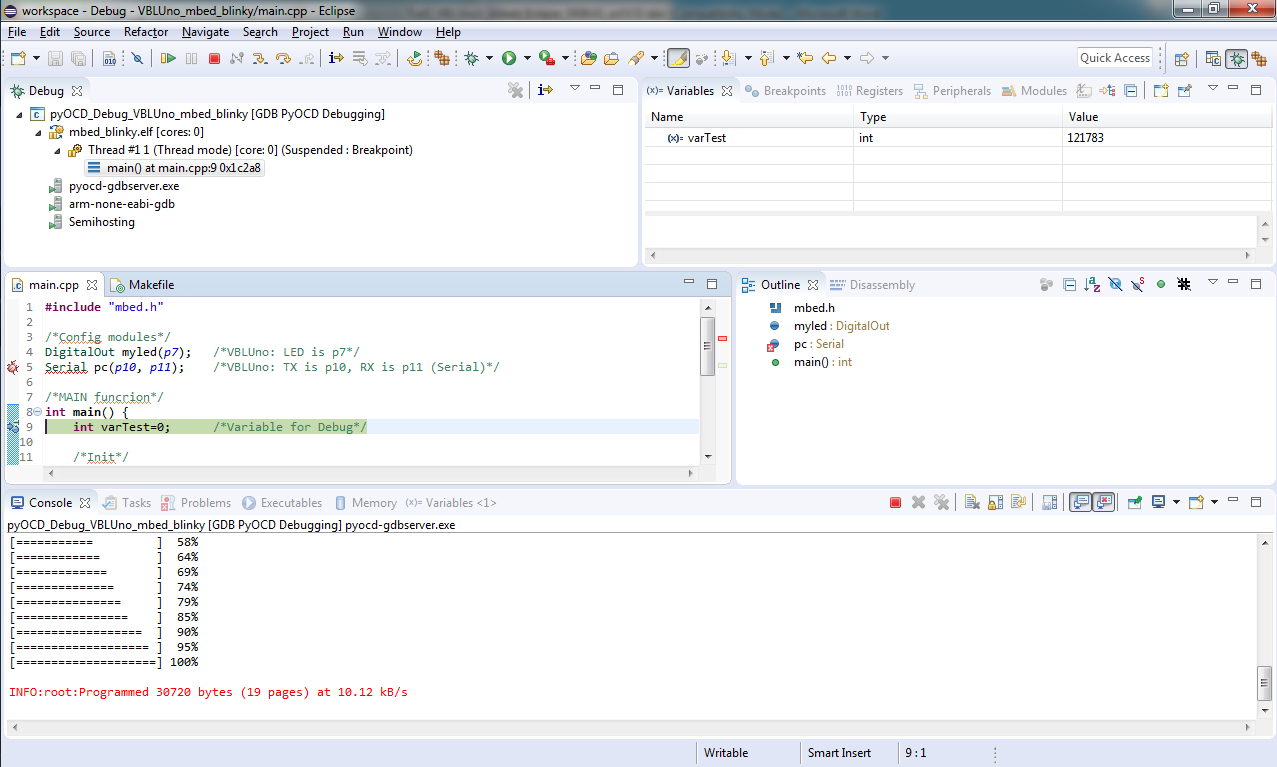 workspace - Debug - VBLUno_mbed_blinky/main.cpp - Eclipse
File Edit Source Refactor Navigate Search Project Run Window Help
Quick Access
Debug
pyOCD_Debug_VBLUno_mbed_blinky [GDB PyOCD Debugging]
mbed_blinky.elf [cores: 0]
Thread #1 1 (Thread mode) [core: 0] (Suspended : Breakpoint)
main() at main.cpp:9 0x1c2a8
pyocd-gdbserver.exe
arm-none-eabi-gdb
Semihosting
(x)= Variables Breakpoints Registers Peripherals Modules
Name Type Value
(x)= varTest int 121783
main.cpp Makefile
1 #include "mbed.h"
2
3 /*Config modules*/
4 DigitalOut myled(p7); /*VBLUno: LED is p7*/
5 Serial pc(p10, p11); /*VBLUno: TX is p10, RX is p11 (Serial)*/
6
7 /*MAIN funcrion*/
8 int main() {
9 int varTest=0; /*Variable for Debug*/
10
11 /*Init*/
Outline Disassembly
mbed.h
myled : DigitalOut
pc : Serial
main() : int
Console Tasks Problems Executables Memory (x)= Variables <1>
pyOCD_Debug_VBLUno_mbed_blinky [GDB PyOCD Debugging] pyocd-gdbserver.exe
[=========== ] 58%
[============ ] 64%
[============= ] 69%
[============== ] 74%
[=============== ] 79%
[================ ] 85%
[================== ] 90%
[=================== ] 95%
[====================] 100%
INFO:root:Programmed 30720 bytes (19 pages) at 10.12 kB/s
Writable Smart Insert 9 : 1